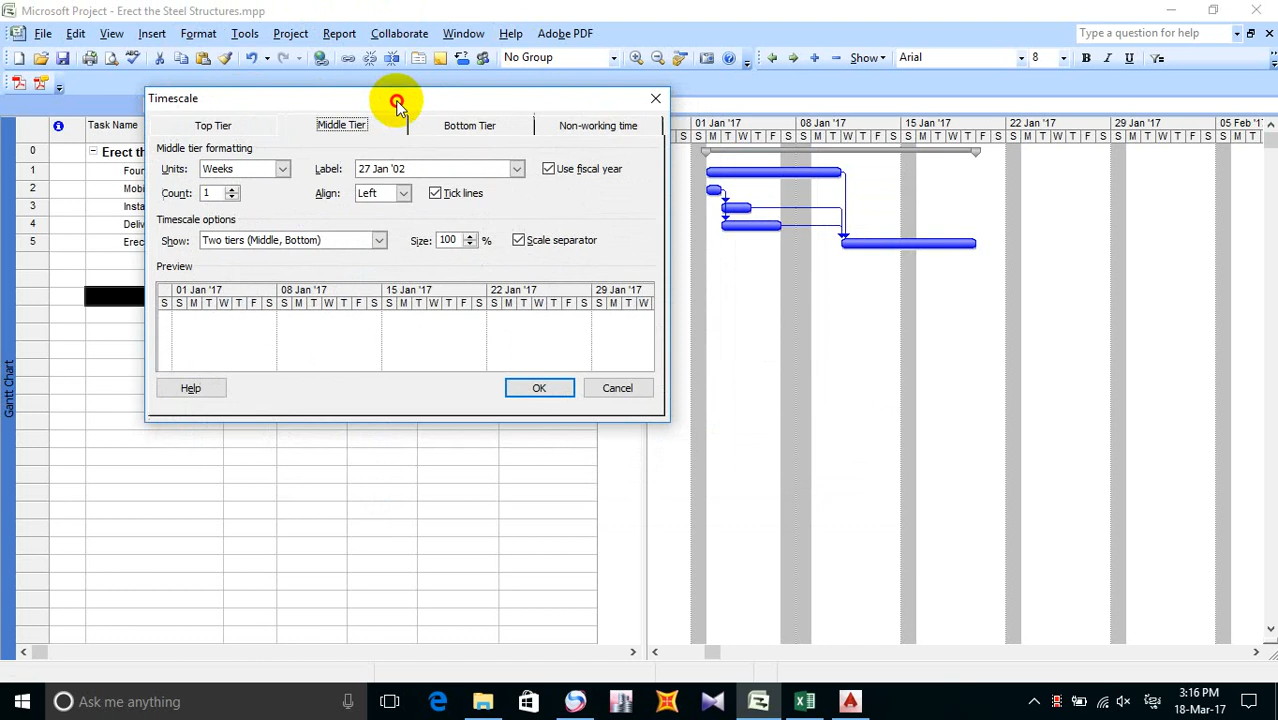 Microsoft Project - Erect the Steel Structures.mpp
File Edit View Insert Format Tools Project Report Collaborate Window Help Adobe PDF
Type a question for help
No Group Show Arial 8 B I U
Timescale
Top Tier Middle Tier Bottom Tier Non-working time
Middle tier formatting
Units: Weeks Label: 27 Jan '02 Use fiscal year
Count: 1 Align: Left Tick lines
Timescale options
Show: Two tiers (Middle, Bottom) Size: 100 % Scale separator
Preview
01 Jan '17 08 Jan '17 15 Jan '17 22 Jan '17 29 Jan '17
S S M T W T F S S M T W T F S S M T W T F S S M T W T F S S M T W
Help OK Cancel
Task Name
0 Erect the
1 Four
2 Mobi
3 Insta
4 Deliv
5 Erec
01 Jan '17 08 Jan '17 15 Jan '17 22 Jan '17 29 Jan '17 05 Feb '17
F S S M T W T F S S M T W T F S S M T W T F S S M T W T F S S M T W T F S S M T
Gantt Chart
Ask me anything
3:16 PM
18-Mar-17